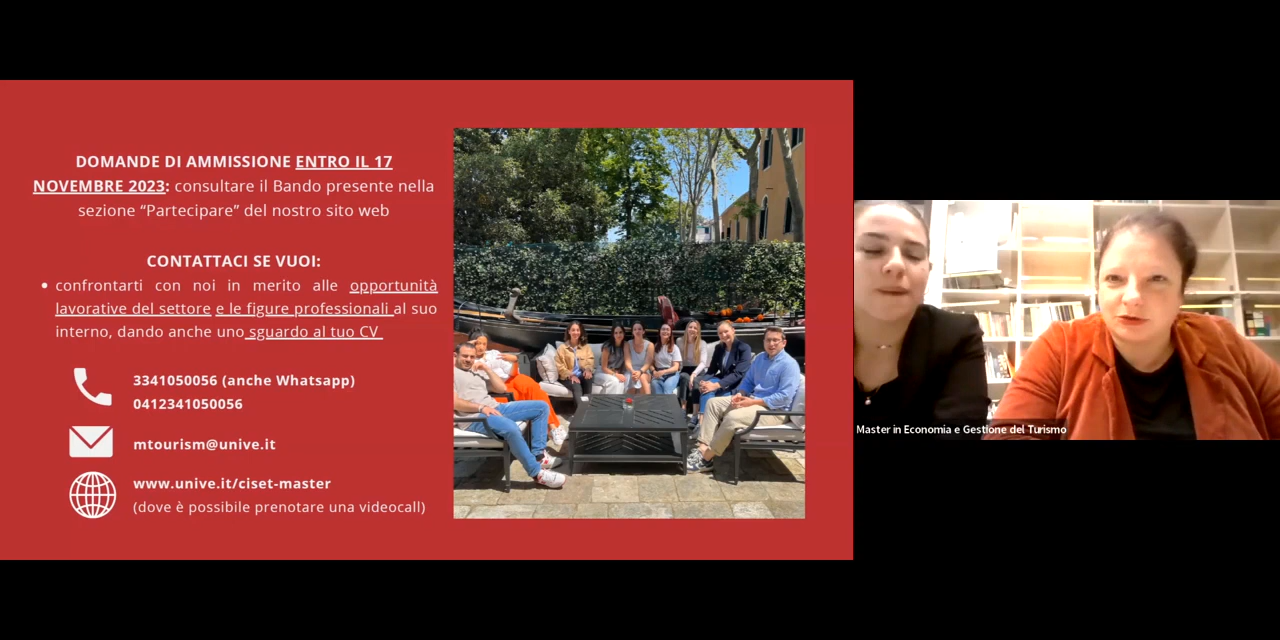 DOMANDE DI AMMISSIONE ENTRO IL 17
NOVEMBRE 2023: consultare il Bando presente nella
sezione “Partecipare” del nostro sito web
CONTATTACI SE VUOI:
• confrontarti con noi in merito alle opportunità
lavorative del settore e le figure professionali al suo
interno, dando anche uno sguardo al tuo CV
3341050056 (anche Whatsapp)
0412341050056
mtourism@unive.it
www.unive.it/ciset-master
(dove è possibile prenotare una videocall)
Master in Economia e Gestione del Turismo